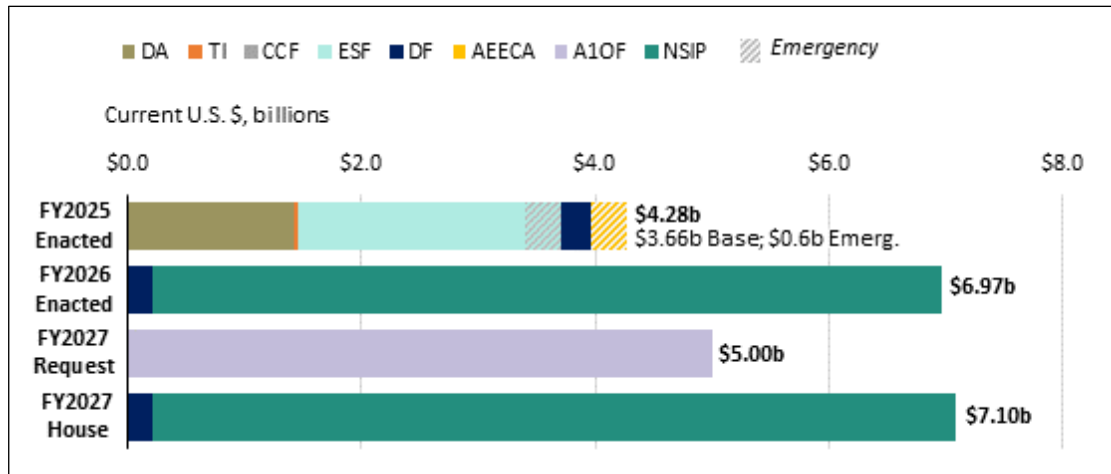 DA TI CCF ESF DF AEECA A1OF NSIP Emergency
Current U.S. $, billions
$0.0 $2.0 $4.0 $6.0 $8.0
FY2025
Enacted
$4.28b
$3.66b Base; $0.6b Emerg.
FY2026
Enacted
$6.97b
FY2027
Request
$5.00b
FY2027
House
$7.10b